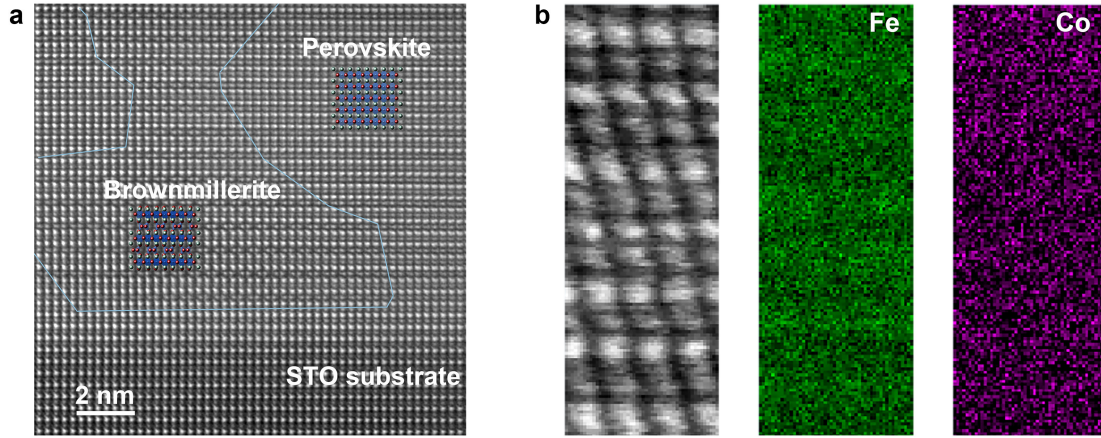 a
Perovskite
Brownmillerite
STO substrate
2 nm
b
Fe
Co